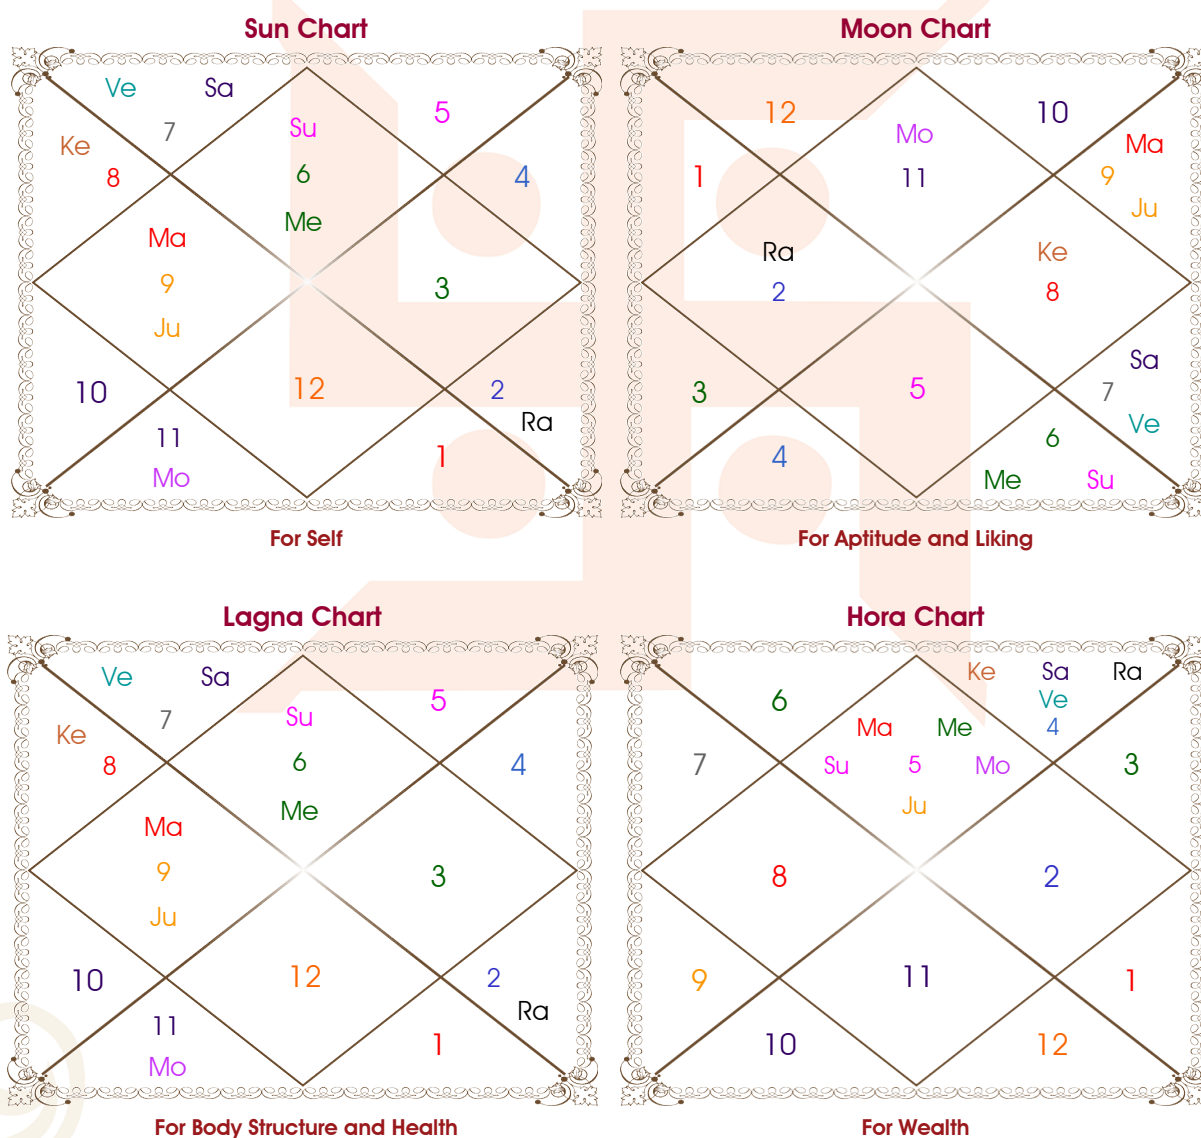 Sun Chart
Ve Sa
7
Ke
8
Su
6
Me
5
4
Ma
9
Ju
3
10
11
Mo
12
2
Ra
1
For Self
Moon Chart
12
1
Mo
11
10
Ma
9
Ju
Ra
2
Ke
8
3
4
5
Sa
7
Ve
6
Me Su
For Aptitude and Liking
Lagna Chart
Ve Sa
7
Ke
8
Su
6
Me
5
4
Ma
9
Ju
3
10
11
Mo
12
2
Ra
1
For Body Structure and Health
Hora Chart
6
7
Ma Me
Su 5 Mo
Ju
Ke Sa Ra
Ve
4
3
8
2
9
10
11
1
12
For Wealth